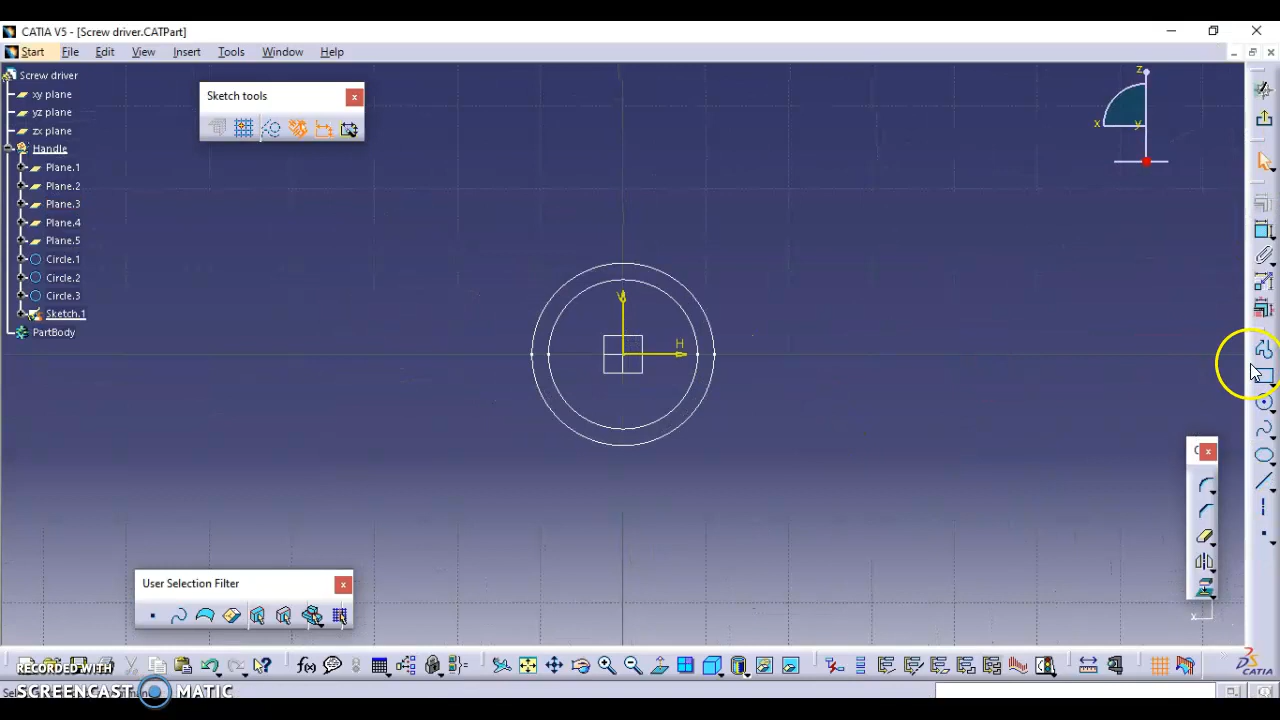 CATIA V5 - [Screw driver.CATPart]
Start File Edit View Insert Tools Window Help
Screw driver
xy plane
yz plane
zx plane
Handle
Plane.1
Plane.2
Plane.3
Plane.4
Plane.5
Circle.1
Circle.2
Circle.3
Sketch.1
PartBody
Sketch tools
z
x
y
V
H
User Selection Filter
x
f(x)
RECORDED WITH
SCREENCAST MATIC
CATIA